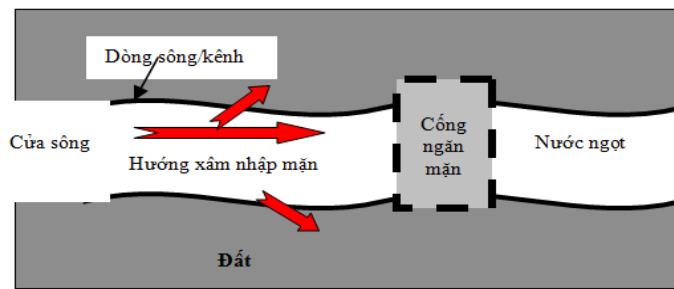 Dòng sông/kênh
Cửa sông
Hướng xâm nhập mặn
Cống
ngăn
mặn
Nước ngọt
Đất